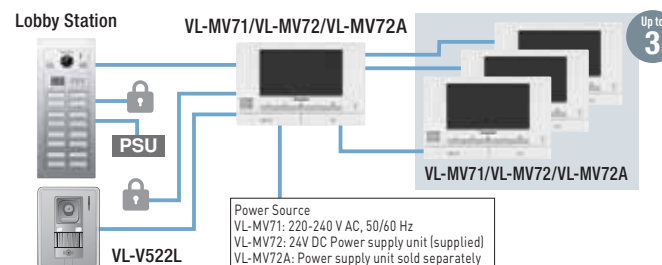 Lobby Station
VL-MV71/VL-MV72/VL-MV72A
Up to
3
PSU
VL-MV71/VL-MV72/VL-MV72A
VL-V522L
Power Source
VL-MV71: 220-240 V AC, 50/60 Hz
VL-MV72: 24V DC Power supply unit (supplied)
VL-MV72A: Power supply unit sold separately